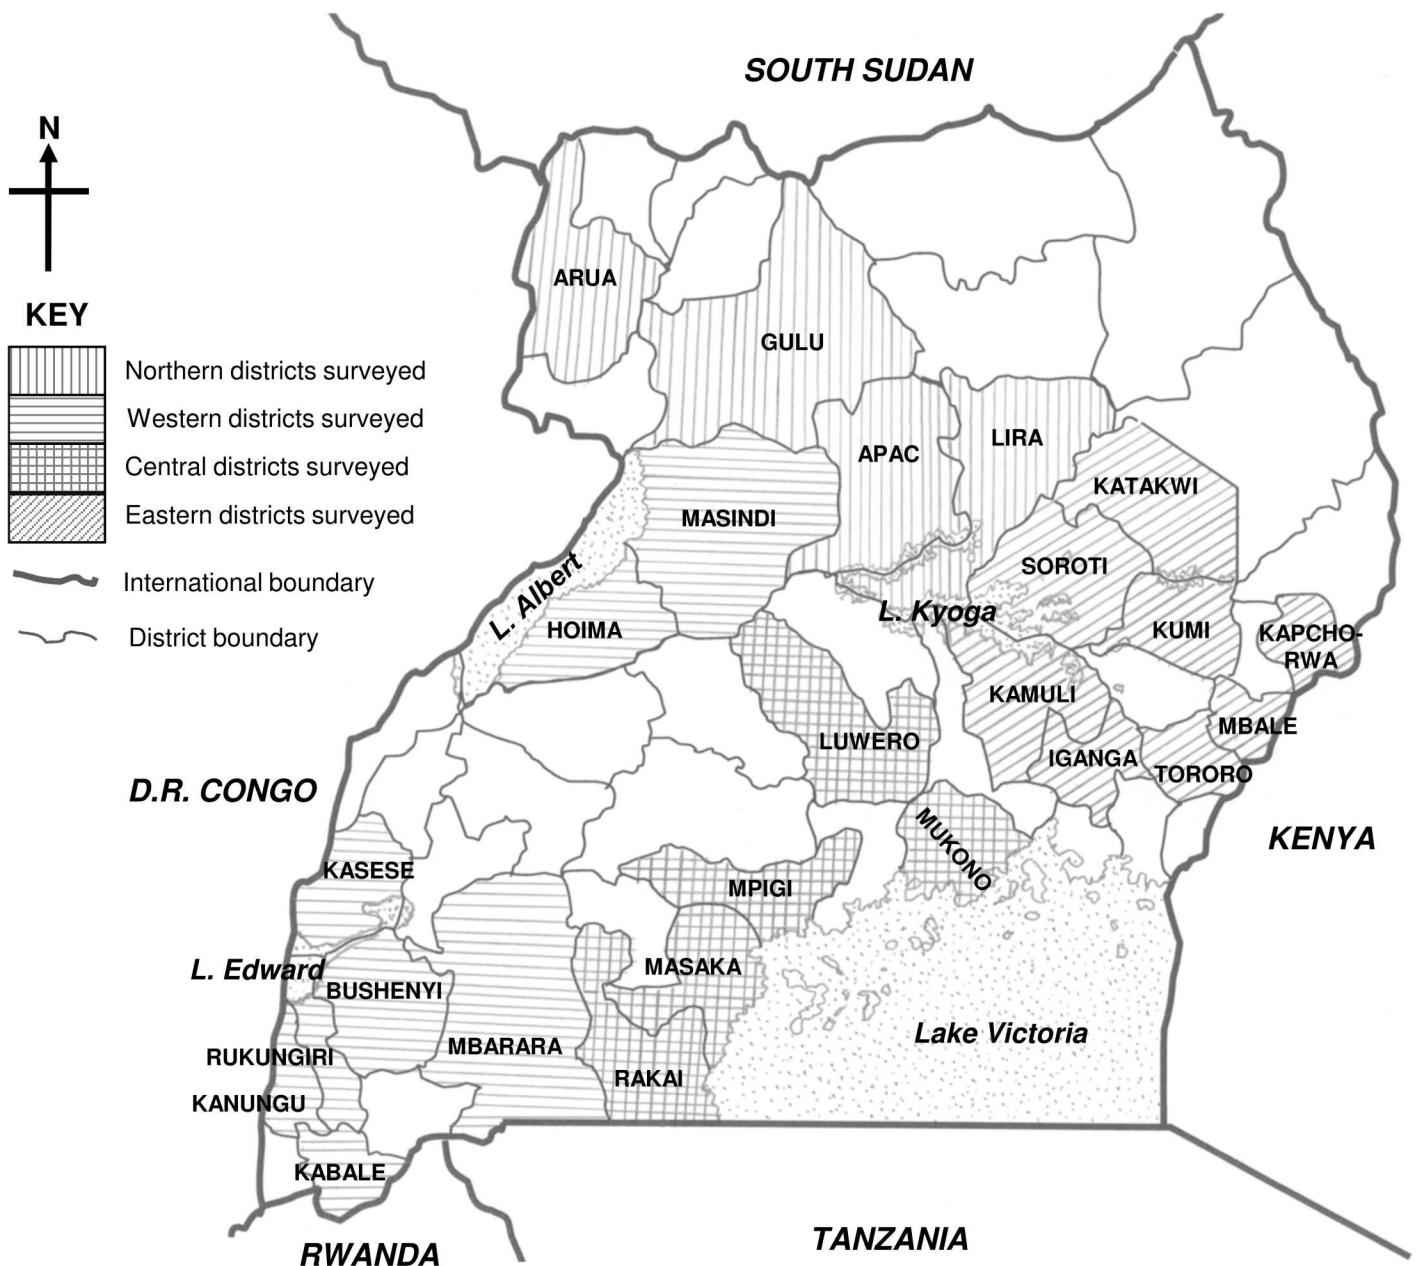 SOUTH SUDAN
N
KEY
Northern districts surveyed
Western districts surveyed
Central districts surveyed
Eastern districts surveyed
International boundary
District boundary
ARUA
GULU
APAC
LIRA
KATAKWI
MASINDI
SOROTI
L. Albert
HOIMA
L. Kyoga
KUMI
KAPCHO-
RWA
KAMULI
LUWERO
IGANGA
MBALE
TORORO
D.R. CONGO
MUKONO
KENYA
KASESE
MPIGI
L. Edward
BUSHENYI
MASAKA
MBARARA
Lake Victoria
RUKUNGIRI
RAKAI
KANUNGU
KABALE
RWANDA
TANZANIA